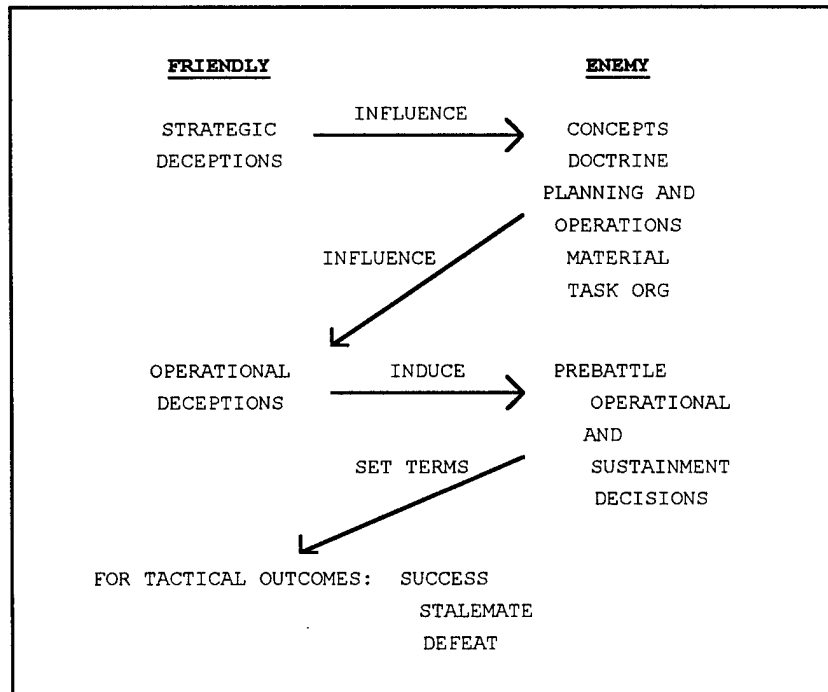 FRIENDLY ENEMY
INFLUENCE
STRATEGIC CONCEPTS
DECEPTIONS DOCTRINE
PLANNING AND
OPERATIONS
INFLUENCE MATERIAL
TASK ORG
OPERATIONAL INDUCE PREBATTLE
DECEPTIONS OPERATIONAL
AND
SET TERMS SUSTAINMENT
DECISIONS
FOR TACTICAL OUTCOMES: SUCCESS
STALEMATE
DEFEAT